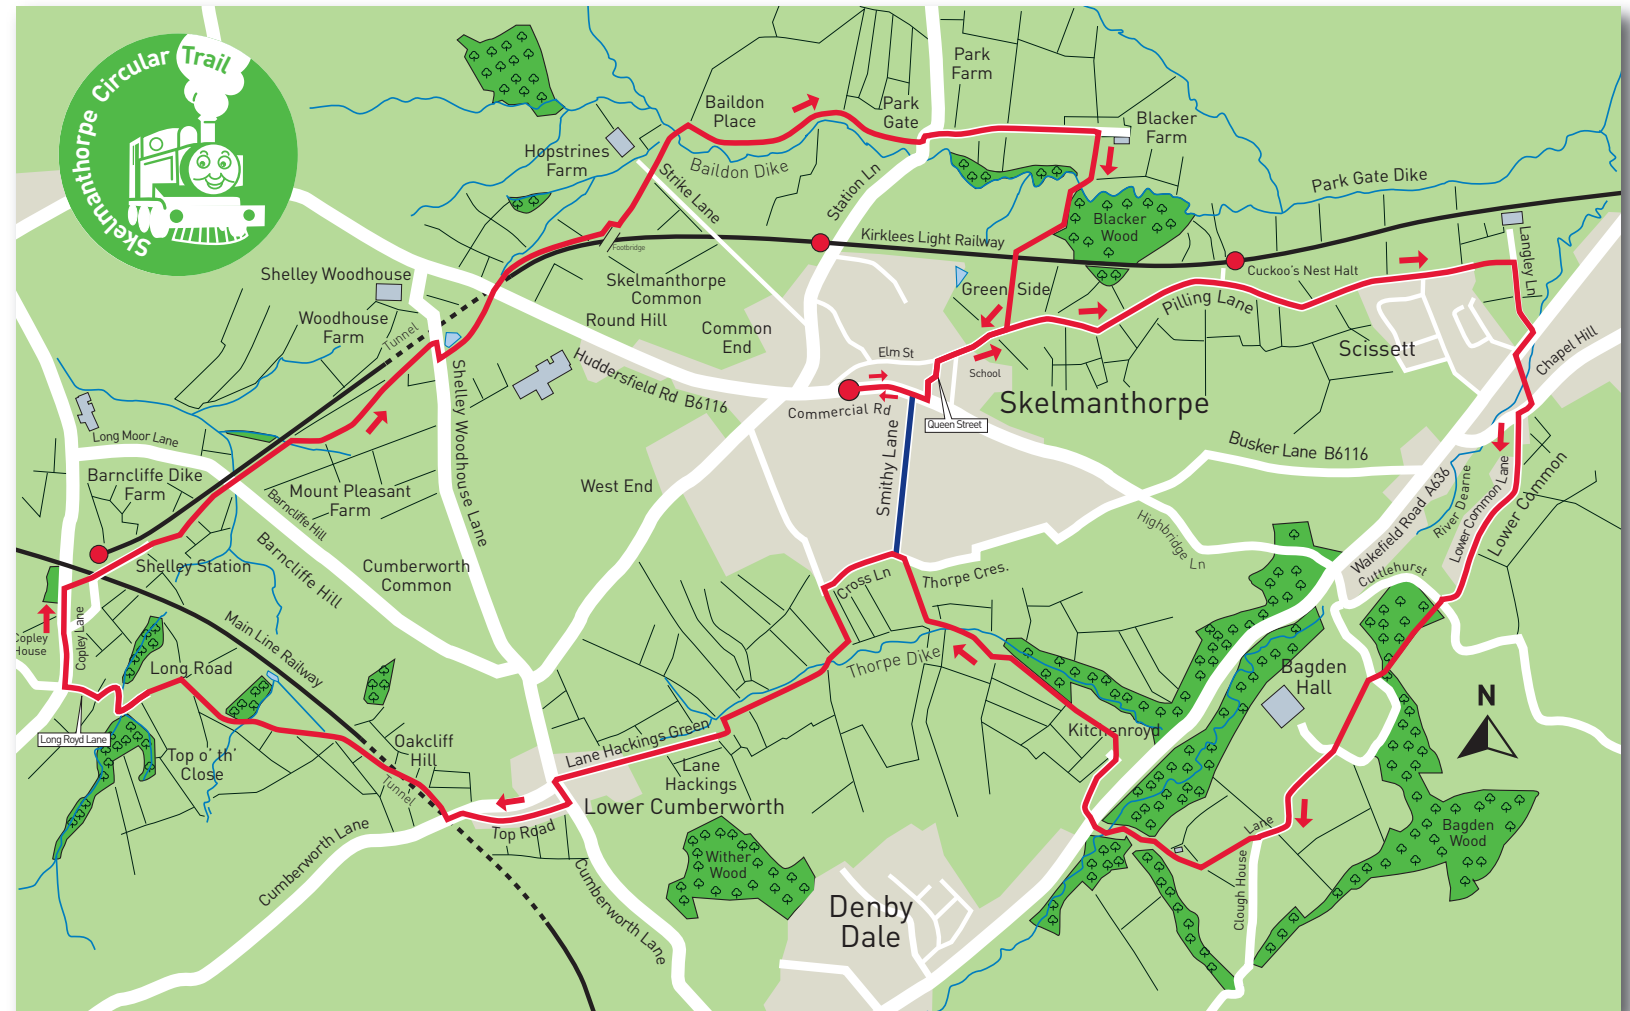 Skelmanthorpe Circular Trail
Park
Farm
Baildon
Place
Park
Gate
Blacker
Farm
Hopstrines
Farm
Baildon Dike
Strike Lane
Station Ln
Park Gate Dike
Blacker
Wood
Kirklees Light Railway
Footbridge
Cuckoo's Nest Halt
Langley Ln
Shelley Woodhouse
Skelmanthorpe
Common
Green Side
Pilling Lane
Woodhouse
Farm
Tunnel
Round Hill
Common
End
Scissett
Chapel Hill
Elm St
School
Shelley Woodhouse Lane
Huddersfield Rd B6116
Commercial Rd
Skelmanthorpe
Queen Street
Long Moor Lane
Busker Lane B6116
Smithy Lane
Barncliffe Dike
Farm
Mount Pleasant
Farm
Barncliffe Hill
West End
Wakefield Road A636
River Dearne
Lower Common Lane
Lower Common
Highbridge
Ln
Barncliffe Hill
Shelley Station
Cumberworth
Common
Cross Ln
Thorpe Cres.
Cuttlehurst
Copley
House
Copley Lane
Main Line Railway
Long Road
Thorpe Dike
Bagden
Hall
N
Long Royd Lane
Top o' th'
Close
Oakcliff
Hill
Tunnel
Lane Hackings Green
Lane
Hackings
Kitchenroyd
Lower Cumberworth
Top Road
Cumberworth Lane
Cumberworth Lane
Wither
Wood
Lane
Clough House
Bagden
Wood
Denby
Dale